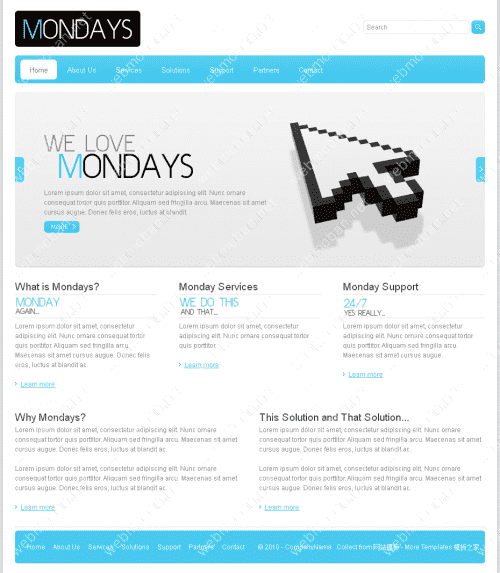 MONDAYS
Search
Home About Us Services Solutions Support Partners Contact
WE LOVE
MONDAYS
Lorem ipsum dolor sit amet, consectetur adipiscing elit. Nunc ornare
consequat tortor quis porttitor. Aliquam sed fringilla arcu. Maecenas sit amet
cursus augue. Donec eros eros, luctus at blandit
MORE
What is Mondays?
MONDAY
AGAIN...
Lorem ipsum dolor sit amet, consectetur
adipiscing elit. Nunc ornare consequat tortor
quis porttitor. Aliquam sed fringilla arcu.
Maecenas sit amet cursus augue. Donec felis
eros, luctus at blandit ac.
Learn more
Monday Services
WE DO THIS
AND THAT...
Lorem ipsum dolor sit amet, consectetur
adipiscing elit. Nunc ornare consequat tortor
quis porttitor. Aliquam sed fringilla arcu.
Learn more
Monday Support
24/7
YES REALLY...
Lorem ipsum dolor sit amet, consectetur
adipiscing elit. Nunc ornare consequat tortor
quis porttitor. Aliquam sed fringilla arcu.
Maecenas sit amet cursus augue.
Learn more
Why Mondays?
Lorem ipsum dolor sit amet, consectetur adipiscing elit. Nunc ornare
consequat tortor quis porttitor. Aliquam sed fringilla arcu. Maecenas sit amet
cursus augue. Donec felis eros, luctus at blandit ac.
Lorem ipsum dolor sit amet, consectetur adipiscing elit. Nunc ornare
consequat tortor quis porttitor. Aliquam sed fringilla arcu. Maecenas sit amet
cursus augue. Donec felis eros, luctus at blandit ac.
Learn more
This Solution and That Solution...
Lorem ipsum dolor sit amet, consectetur adipiscing elit. Nunc ornare
consequat tortor quis porttitor. Aliquam sed fringilla arcu. Maecenas sit amet
cursus augue. Donec felis eros, luctus at blandit ac.
Lorem ipsum dolor sit amet, consectetur adipiscing elit. Nunc ornare
consequat tortor quis porttitor. Aliquam sed fringilla arcu. Maecenas sit amet
cursus augue. Donec felis eros, luctus at blandit ac.
Learn more
Home About Us Services Solutions Support Partners Contact © 2010 - CompanyName Collect from 网站模板 - More Templates 模板之家